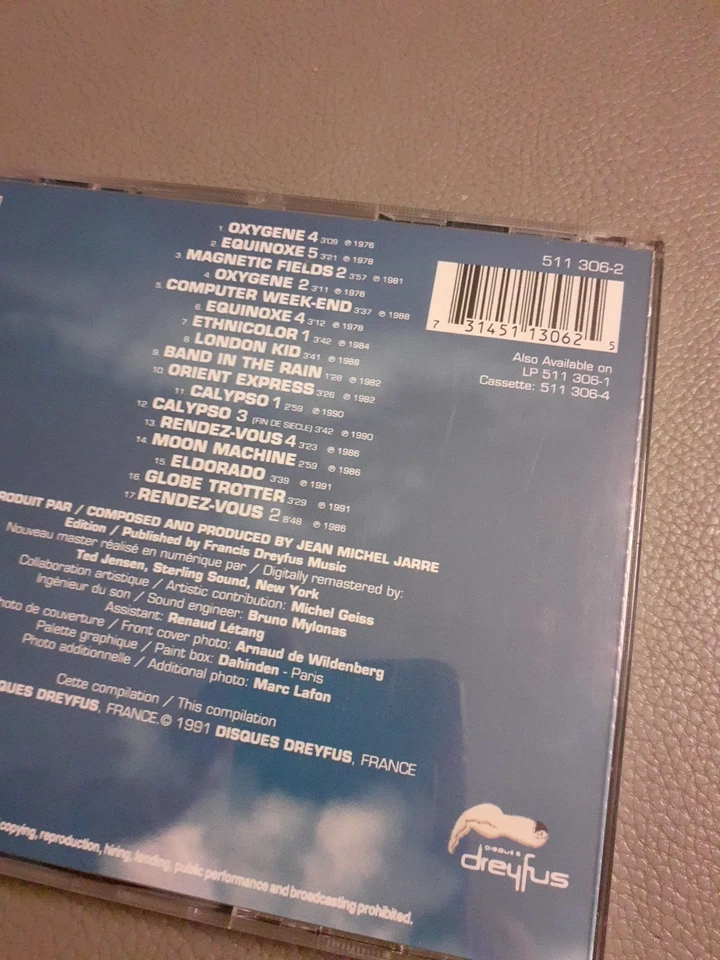 1. OXYGENE 4 3'09 ℗ 1976
2. EQUINOXE 5 3'21 ℗ 1978
3. MAGNETIC FIELDS 2 3'57 ℗ 1981
4. OXYGENE 2 3'11 ℗ 1976
5. COMPUTER WEEK-END 3'37 ℗ 1988
6. EQUINOXE 4 3'12 ℗ 1978
7. ETHNICOLOR 1 3'42 ℗ 1984
8. LONDON KID 3'41 ℗ 1988
9. BAND IN THE RAIN 1'28 ℗ 1982
10. ORIENT EXPRESS 3'26 ℗ 1982
11. CALYPSO 1 2'59 ℗ 1990
12. CALYPSO 3 (FIN DE SIECLE) 3'42 ℗ 1990
13. RENDEZ-VOUS 4 3'23 ℗ 1986
14. MOON MACHINE 2'59 ℗ 1986
15. ELDORADO 3'39 ℗ 1991
16. GLOBE TROTTER 3'29 ℗ 1991
17. RENDEZ-VOUS 2 8'48 ℗ 1986
511 306-2
7 31451 13062 5
Also Available on
LP 511 306-1
Cassette: 511 306-4
RODUIT PAR / COMPOSED AND PRODUCED BY JEAN MICHEL JARRE
Edition / Published by Francis Dreyfus Music
Nouveau master réalisé en numérique par / Digitally remastered by:
Ted Jensen, Sterling Sound, New York
Collaboration artistique / Artistic contribution: Michel Geiss
Ingénieur du son / Sound engineer: Bruno Mylonas
Assistant: Renaud Létang
hoto de couverture / Front cover photo: Arnaud de Wildenberg
Palette graphique / Paint box: Dahinden - Paris
Photo additionnelle / Additional photo: Marc Lafon
Cette compilation / This compilation
QUES DREYFUS, FRANCE.© 1991 DISQUES DREYFUS, FRANCE
DISQUES
dreyfus
copying, reproduction, hiring, lending, public performance and broadcasting prohibited.